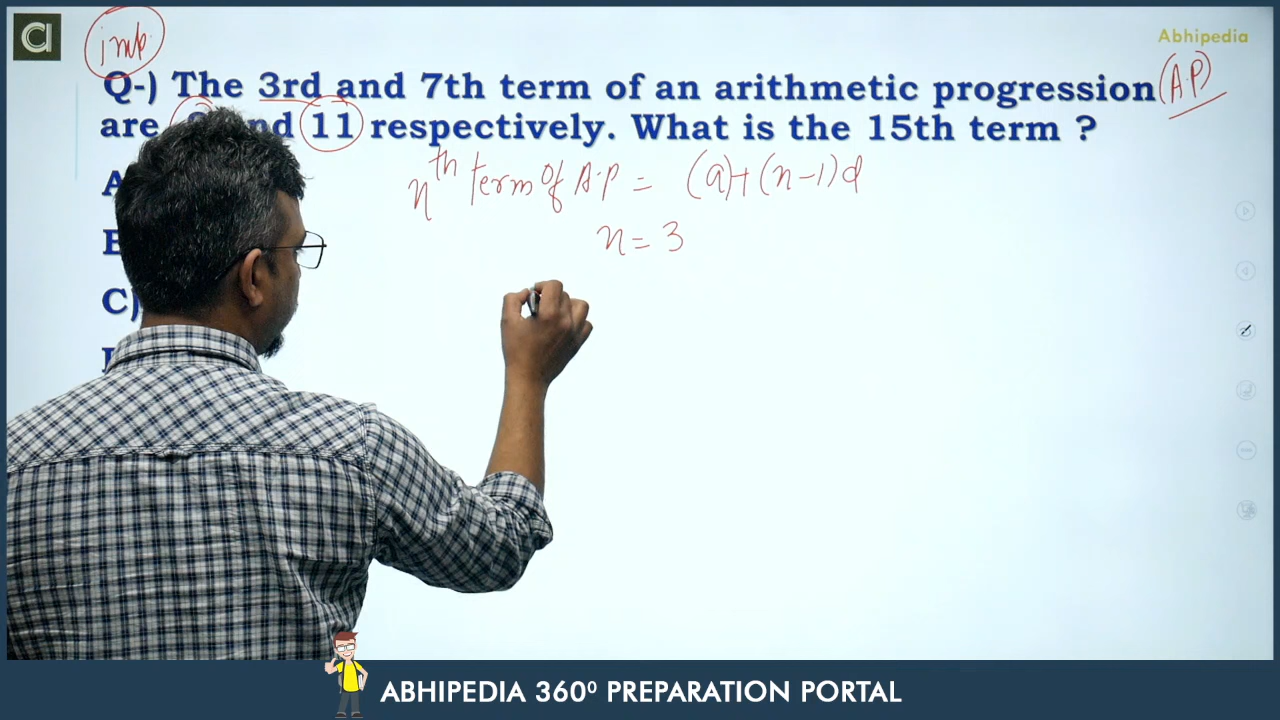 imp.
Abhipedia
Q-) The 3rd and 7th term of an arithmetic progression (A.P)
are and 11 respectively. What is the 15th term ?
nth term of A.P = (a)+(n-1)d
A
n = 3
C)
ABHIPEDIA 360⁰ PREPARATION PORTAL